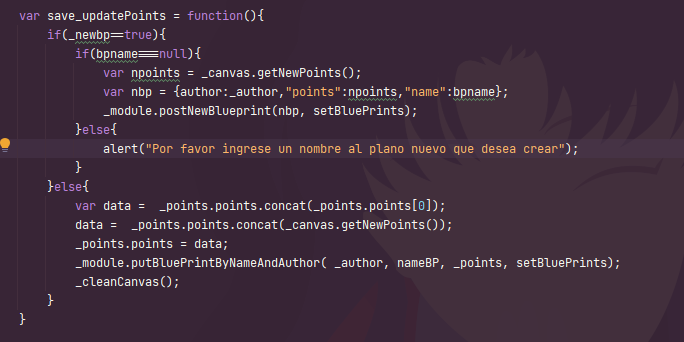 var save_updatePoints = function(){
    if(_newbp==true){
        if(bpname===null){
            var npoints = _canvas.getNewPoints();
            var nbp = {author:_author,"points":npoints,"name":bpname};
            _module.postNewBlueprint(nbp, setBluePrints);
        }else{
            alert("Por favor ingrese un nombre al plano nuevo que desea crear");
        }
    }else{
        var data =  _points.points.concat(_points.points[0]);
        data =  _points.points.concat(_canvas.getNewPoints());
        _points.points = data;
        _module.putBluePrintByNameAndAuthor( _author, nameBP, _points, setBluePrints);
        _cleanCanvas();
    }
}